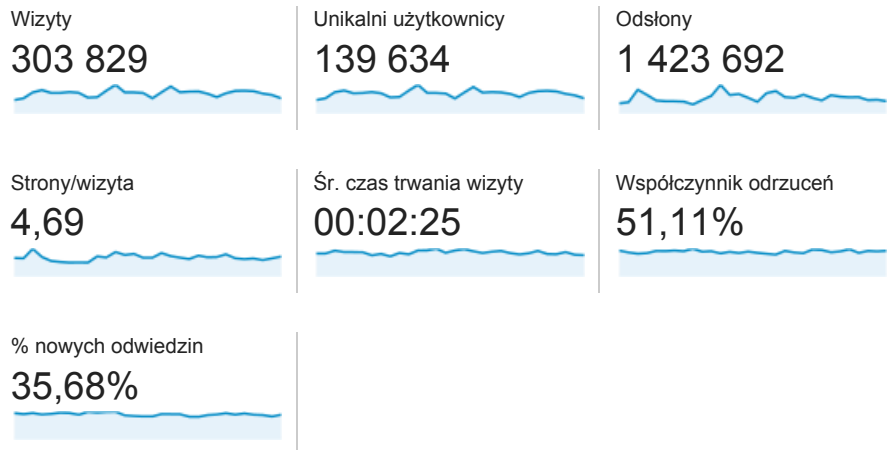 Wizyty
303 829
Unikalni użytkownicy
139 634
Odsłony
1 423 692
Strony/wizyta
4,69
Śr. czas trwania wizyty
00:02:25
Współczynnik odrzuceń
51,11%
% nowych odwiedzin
35,68%